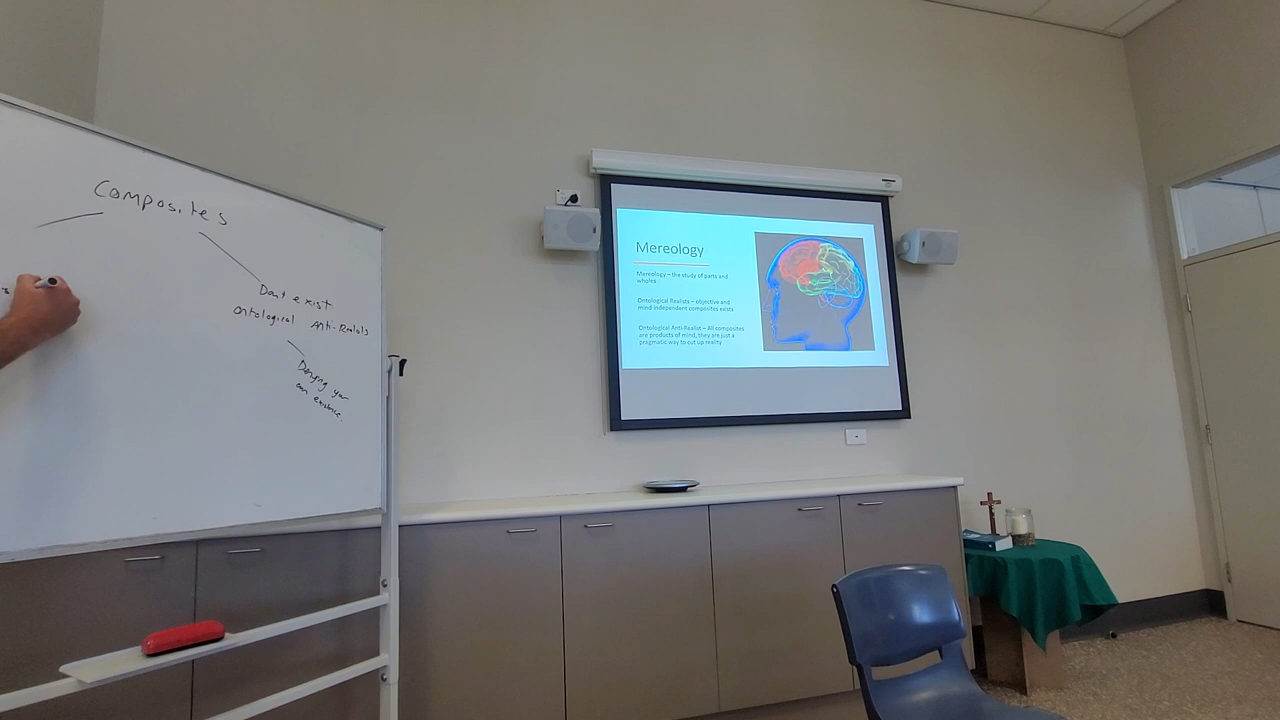 Composites
Dont exist
ontological Anti-Realists
Denying your
own existence.
Mereology
Mereology – the study of parts and
wholes
Ontological Realists – objective and
mind independent composites exists
Ontological Anti-Realist – All composites
are products of mind, they are just a
pragmatic way to cut up reality